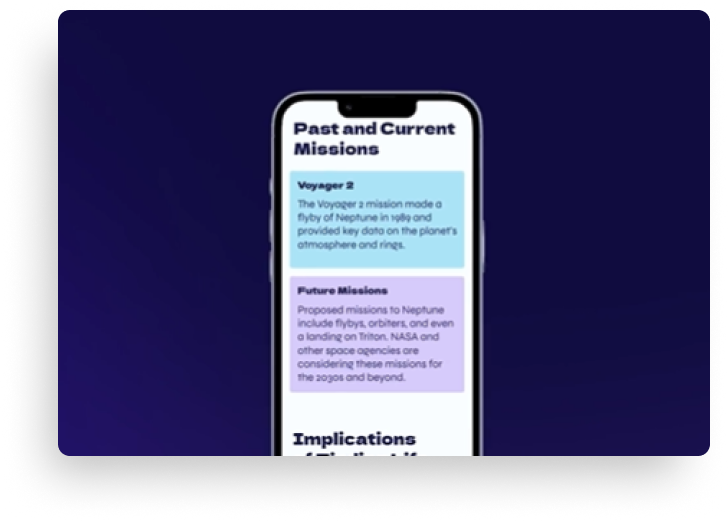 Past and Current
Missions
Voyager 2
The Voyager 2 mission made a
flyby of Neptune in 1989 and
provided key data on the planet's
atmosphere and rings.
Future Missions
Proposed missions to Neptune
include flybys, orbiters, and even
a landing on Triton. NASA and
other space agencies are
considering these missions for
the 2030s and beyond.
Implications